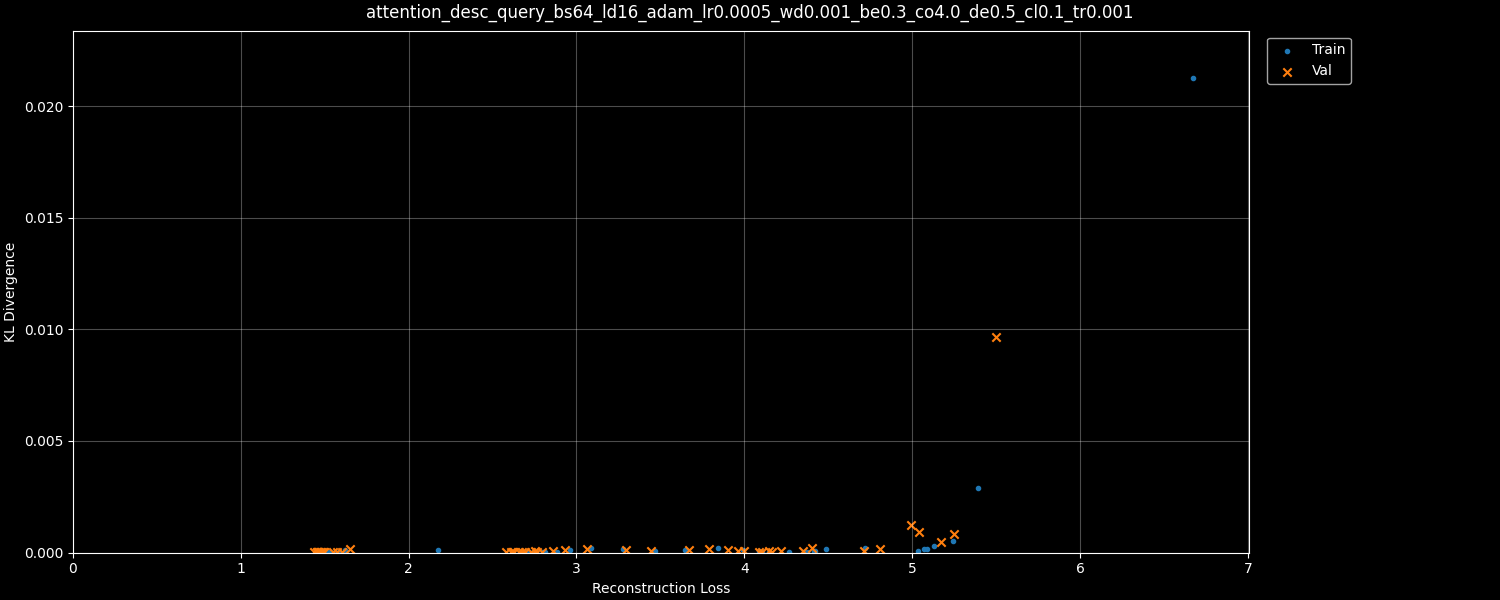 attention_desc_query_bs64_ld16_adam_lr0.0005_wd0.001_be0.3_co4.0_de0.5_cl0.1_tr0.001
Train
Val
KL Divergence
0.020
0.015
0.010
0.005
0.000
0 1 2 3 4 5 6 7
Reconstruction Loss